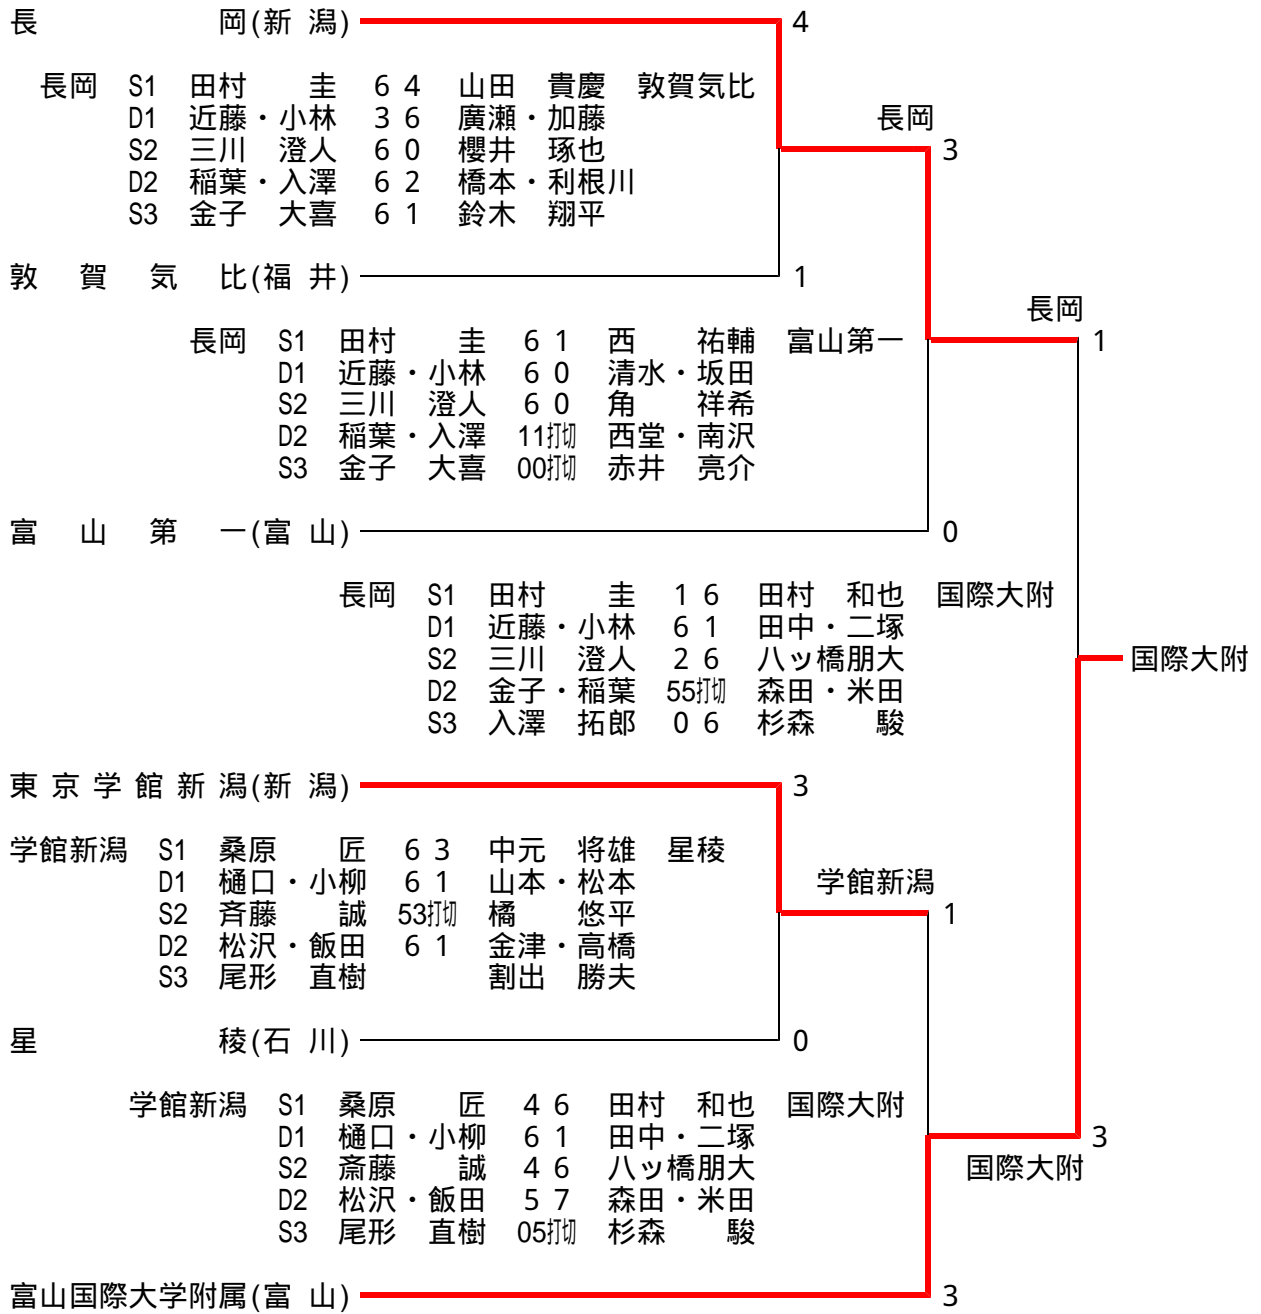 長　　　　岡(新 潟) 4
長岡 S1 田村　圭 6 4 山田　貴慶 敦賀気比
D1 近藤・小林 3 6 廣瀬・加藤
長岡
S2 三川　澄人 6 0 櫻井　琢也 3
D2 稲葉・入澤 6 2 橋本・利根川
S3 金子　大喜 6 1 鈴木　翔平
敦　賀　気　比(福 井) 1
長岡
長岡 S1 田村　圭 6 1 西　祐輔 富山第一 1
D1 近藤・小林 6 0 清水・坂田
S2 三川　澄人 6 0 角　祥希
D2 稲葉・入澤 11打切 西堂・南沢
S3 金子　大喜 00打切 赤井　亮介
富　山　第　一(富 山) 0
長岡 S1 田村　圭 1 6 田村　和也 国際大附
D1 近藤・小林 6 1 田中・二塚
S2 三川　澄人 2 6 八ッ橋朋大 国際大附
D2 金子・稲葉 55打切 森田・米田
S3 入澤　拓郎 0 6 杉森　駿
東京学館新潟(新 潟) 3
学館新潟 S1 桑原　匠 6 3 中元　将雄 星稜
D1 樋口・小柳 6 1 山本・松本
学館新潟
S2 斉藤　誠 53打切 橘　悠平 1
D2 松沢・飯田 6 1 金津・高橋
S3 尾形　直樹 割出　勝夫
星　　　　稜(石 川) 0
学館新潟 S1 桑原　匠 4 6 田村　和也 国際大附
D1 樋口・小柳 6 1 田中・二塚 3
S2 斎藤　誠 4 6 八ッ橋朋大 国際大附
D2 松沢・飯田 5 7 森田・米田
S3 尾形　直樹 05打切 杉森　駿
富山国際大学附属(富 山) 3